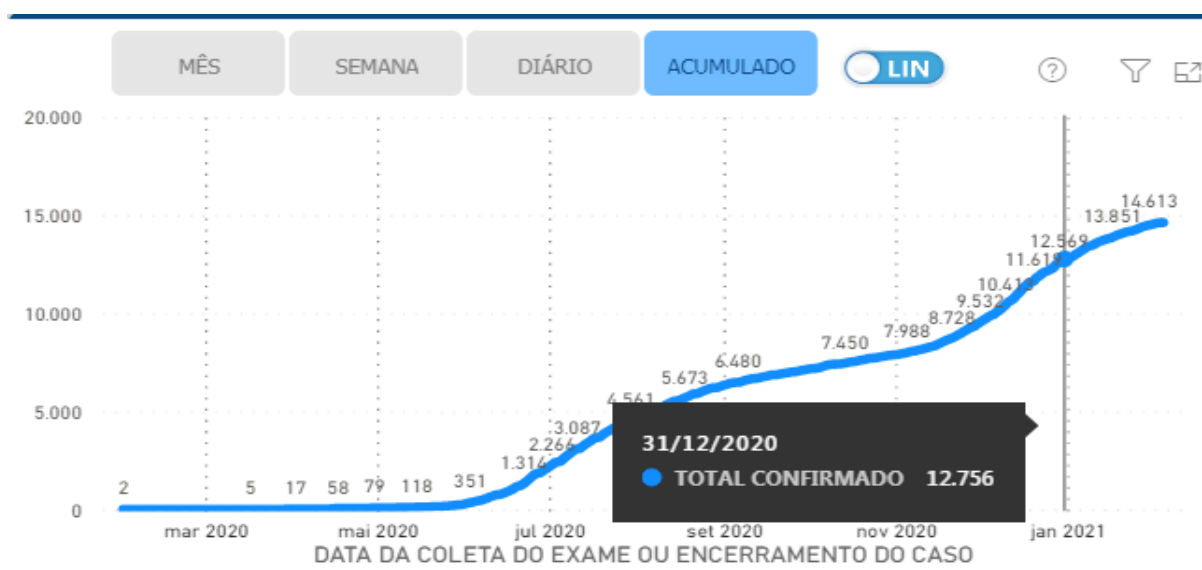 MÊS SEMANA DIÁRIO ACUMULADO LIN ?
20.000
15.000
10.000
5.000
0
2 5 17 58 79 118 351 1.314 2.266 3.087 4.561 5.673 6.480 7.450 7.988 8.728 9.532 10.413 11.619 12.569 13.851 14.613
31/12/2020
TOTAL CONFIRMADO 12.756
mar 2020 mai 2020 jul 2020 set 2020 nov 2020 jan 2021
DATA DA COLETA DO EXAME OU ENCERRAMENTO DO CASO